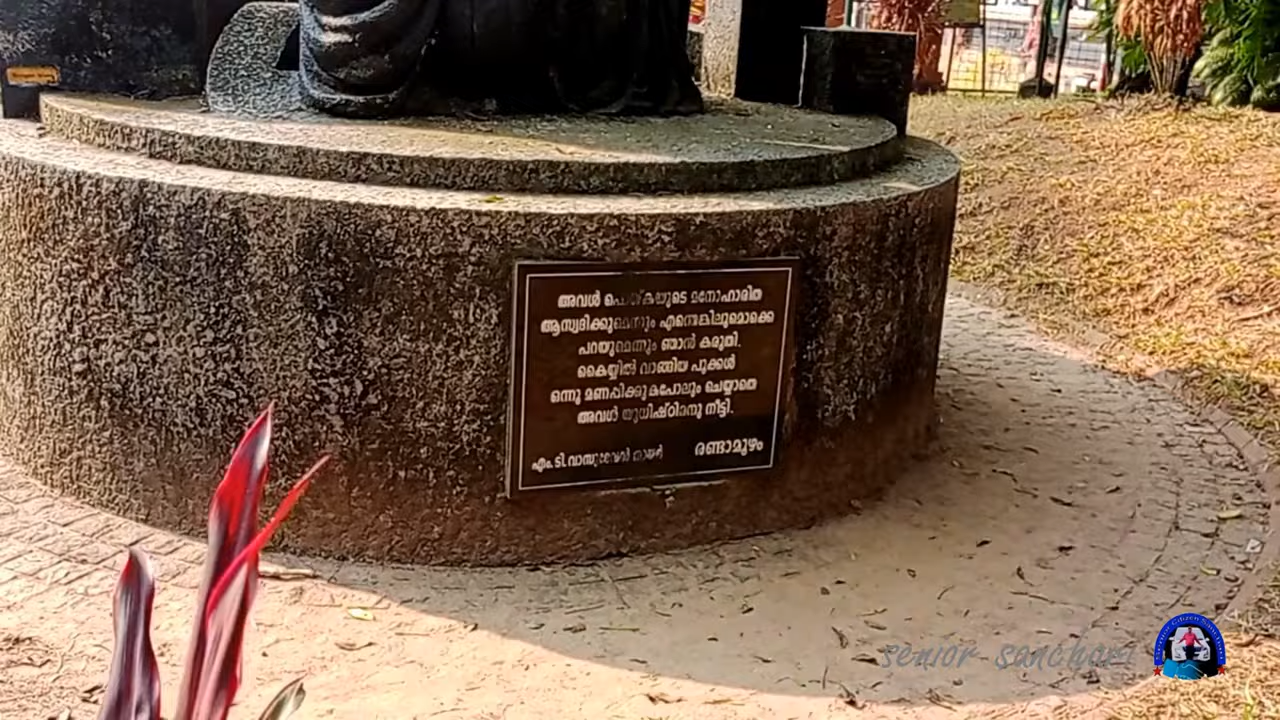 അവൾ പൊയ്കയുടെ മനോഹാരിത
ആസ്വദിക്കുമെന്നും എന്തെങ്കിലുമൊക്കെ
പറയുമെന്നും ഞാൻ കരുതി.
കൈയ്യിൽ വാങ്ങിയ പൂക്കൾ
ഒന്നു മണപ്പിക്കുകപോലും ചെയ്യാതെ
അവൾ യുധിഷ്ഠിരനു നീട്ടി.
എം.ടി.വാസുദേവൻ നായർ രണ്ടാമൂഴം
senior sanchari